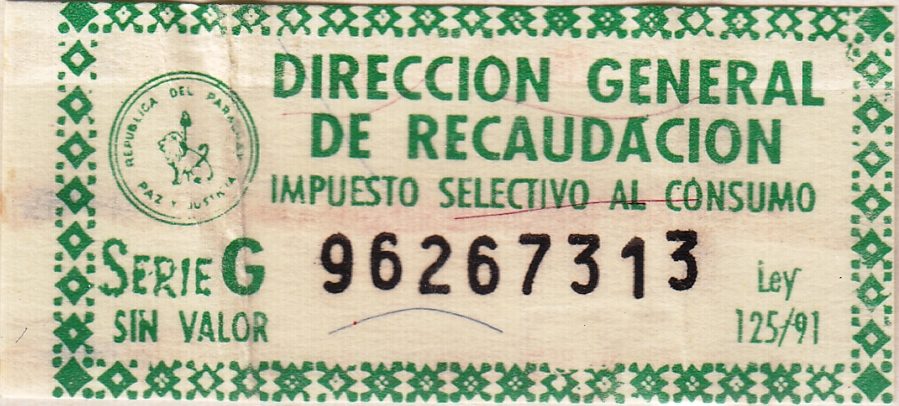 DIRECCION GENERAL
DE RECAUDACION
IMPUESTO SELECTIVO AL CONSUMO
REPUBLICA DEL PARAGUAY
PAZ Y JUSTICIA
SERIE G 96267313
Ley
SIN VALOR 125/91